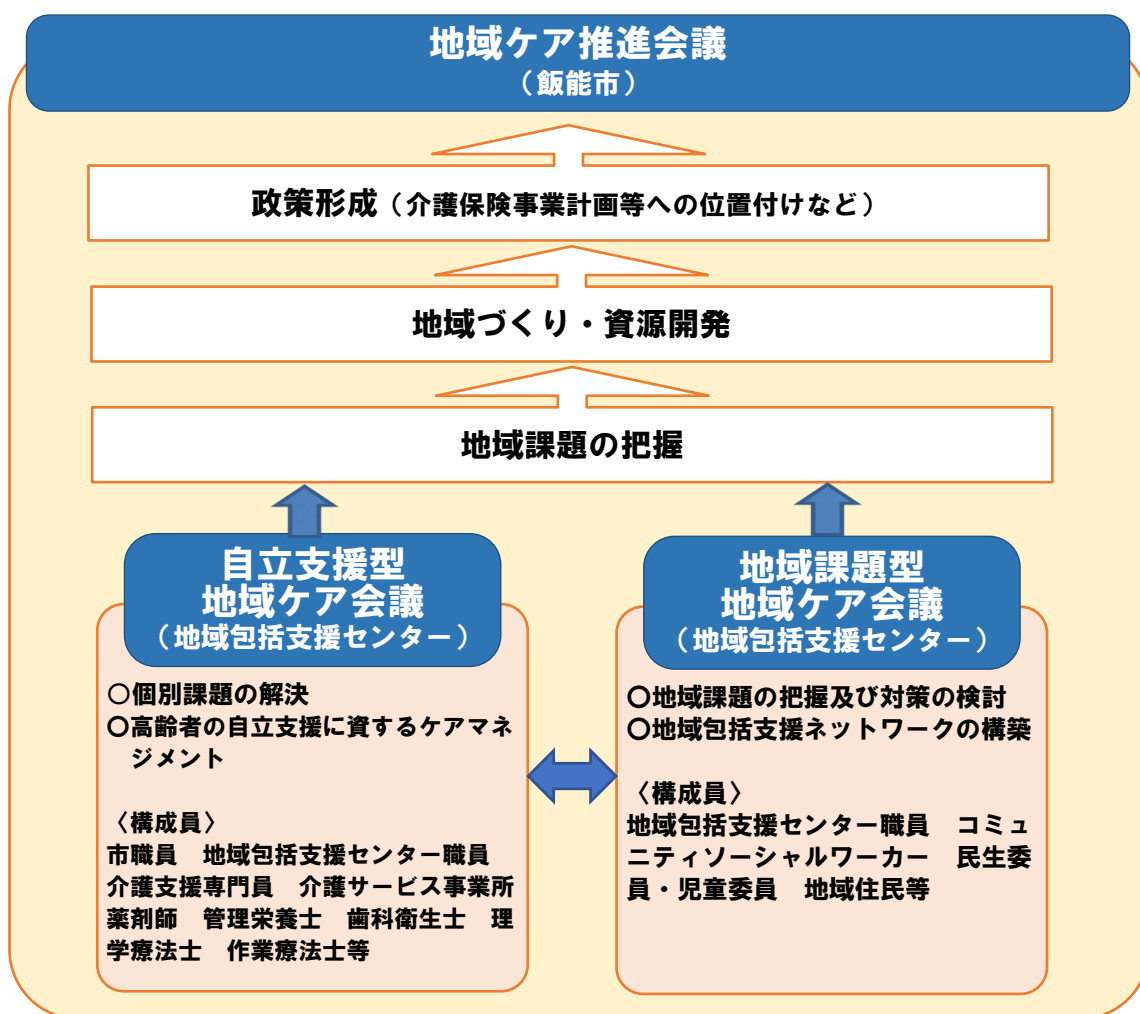 地域ケア推進会議
（飯能市）
政策形成（介護保険事業計画等への位置付けなど）
地域づくり・資源開発
地域課題の把握
自立支援型
地域ケア会議
（地域包括支援センター）
〇個別課題の解決
〇高齢者の自立支援に資するケアマネ
ジメント
〈構成員〉
市職員　地域包括支援センター職員
介護支援専門員　介護サービス事業所
薬剤師　管理栄養士　歯科衛生士　理
学療法士　作業療法士等
地域課題型
地域ケア会議
（地域包括支援センター）
〇地域課題の把握及び対策の検討
〇地域包括支援ネットワークの構築
〈構成員〉
地域包括支援センター職員　コミュ
ニティソーシャルワーカー　民生委
員・児童委員　地域住民等